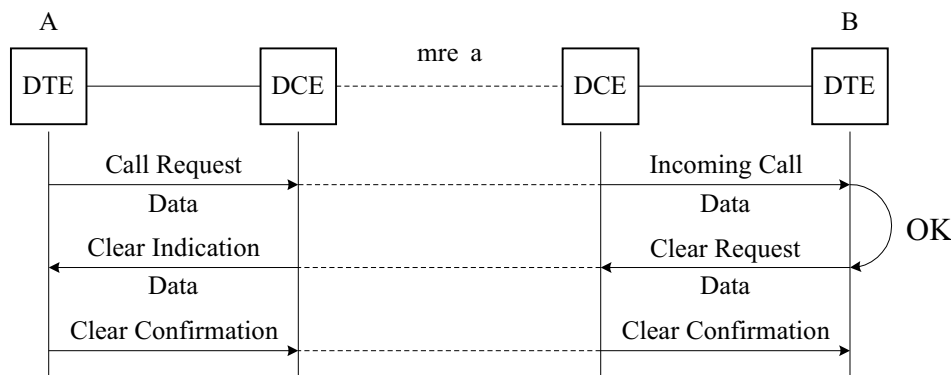 A B
mre a
DTE DCE DCE DTE
Call Request Incoming Call
Data Data
OK
Clear Indication Clear Request
Data Data
Clear Confirmation Clear Confirmation